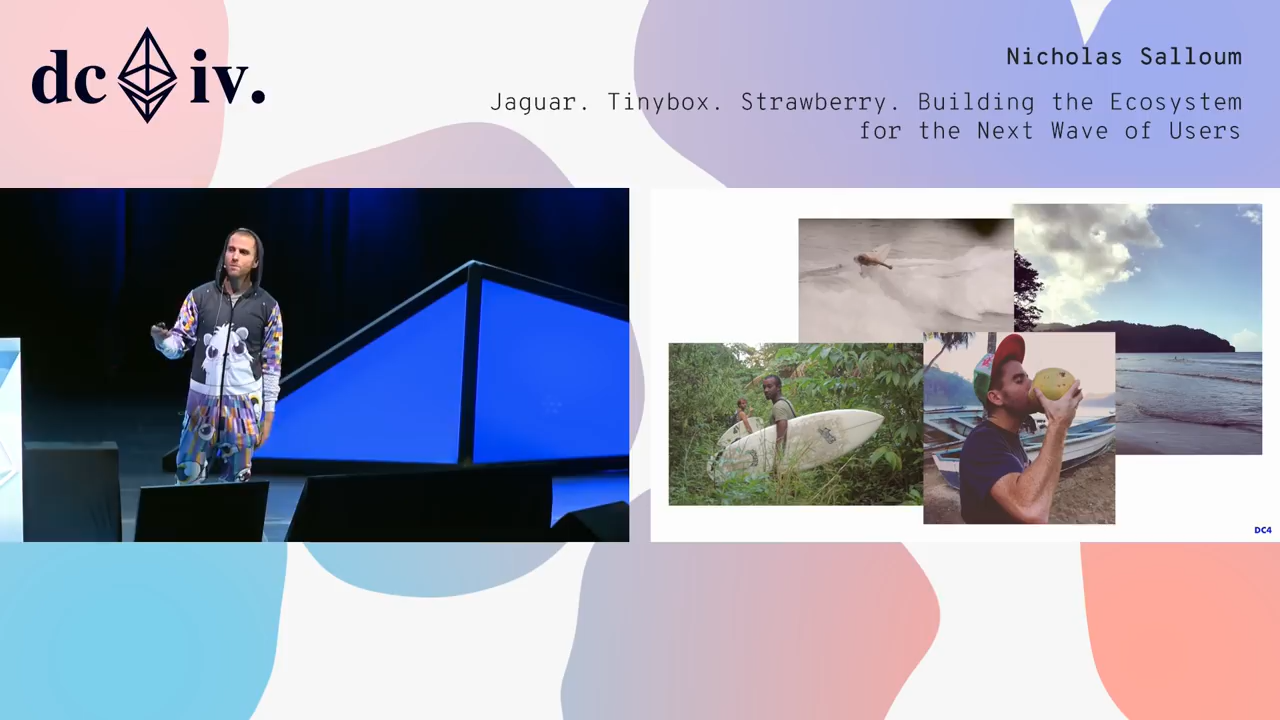 dc iv.
Nicholas Salloum
Jaguar. Tinybox. Strawberry. Building the Ecosystem
for the Next Wave of Users
DC4